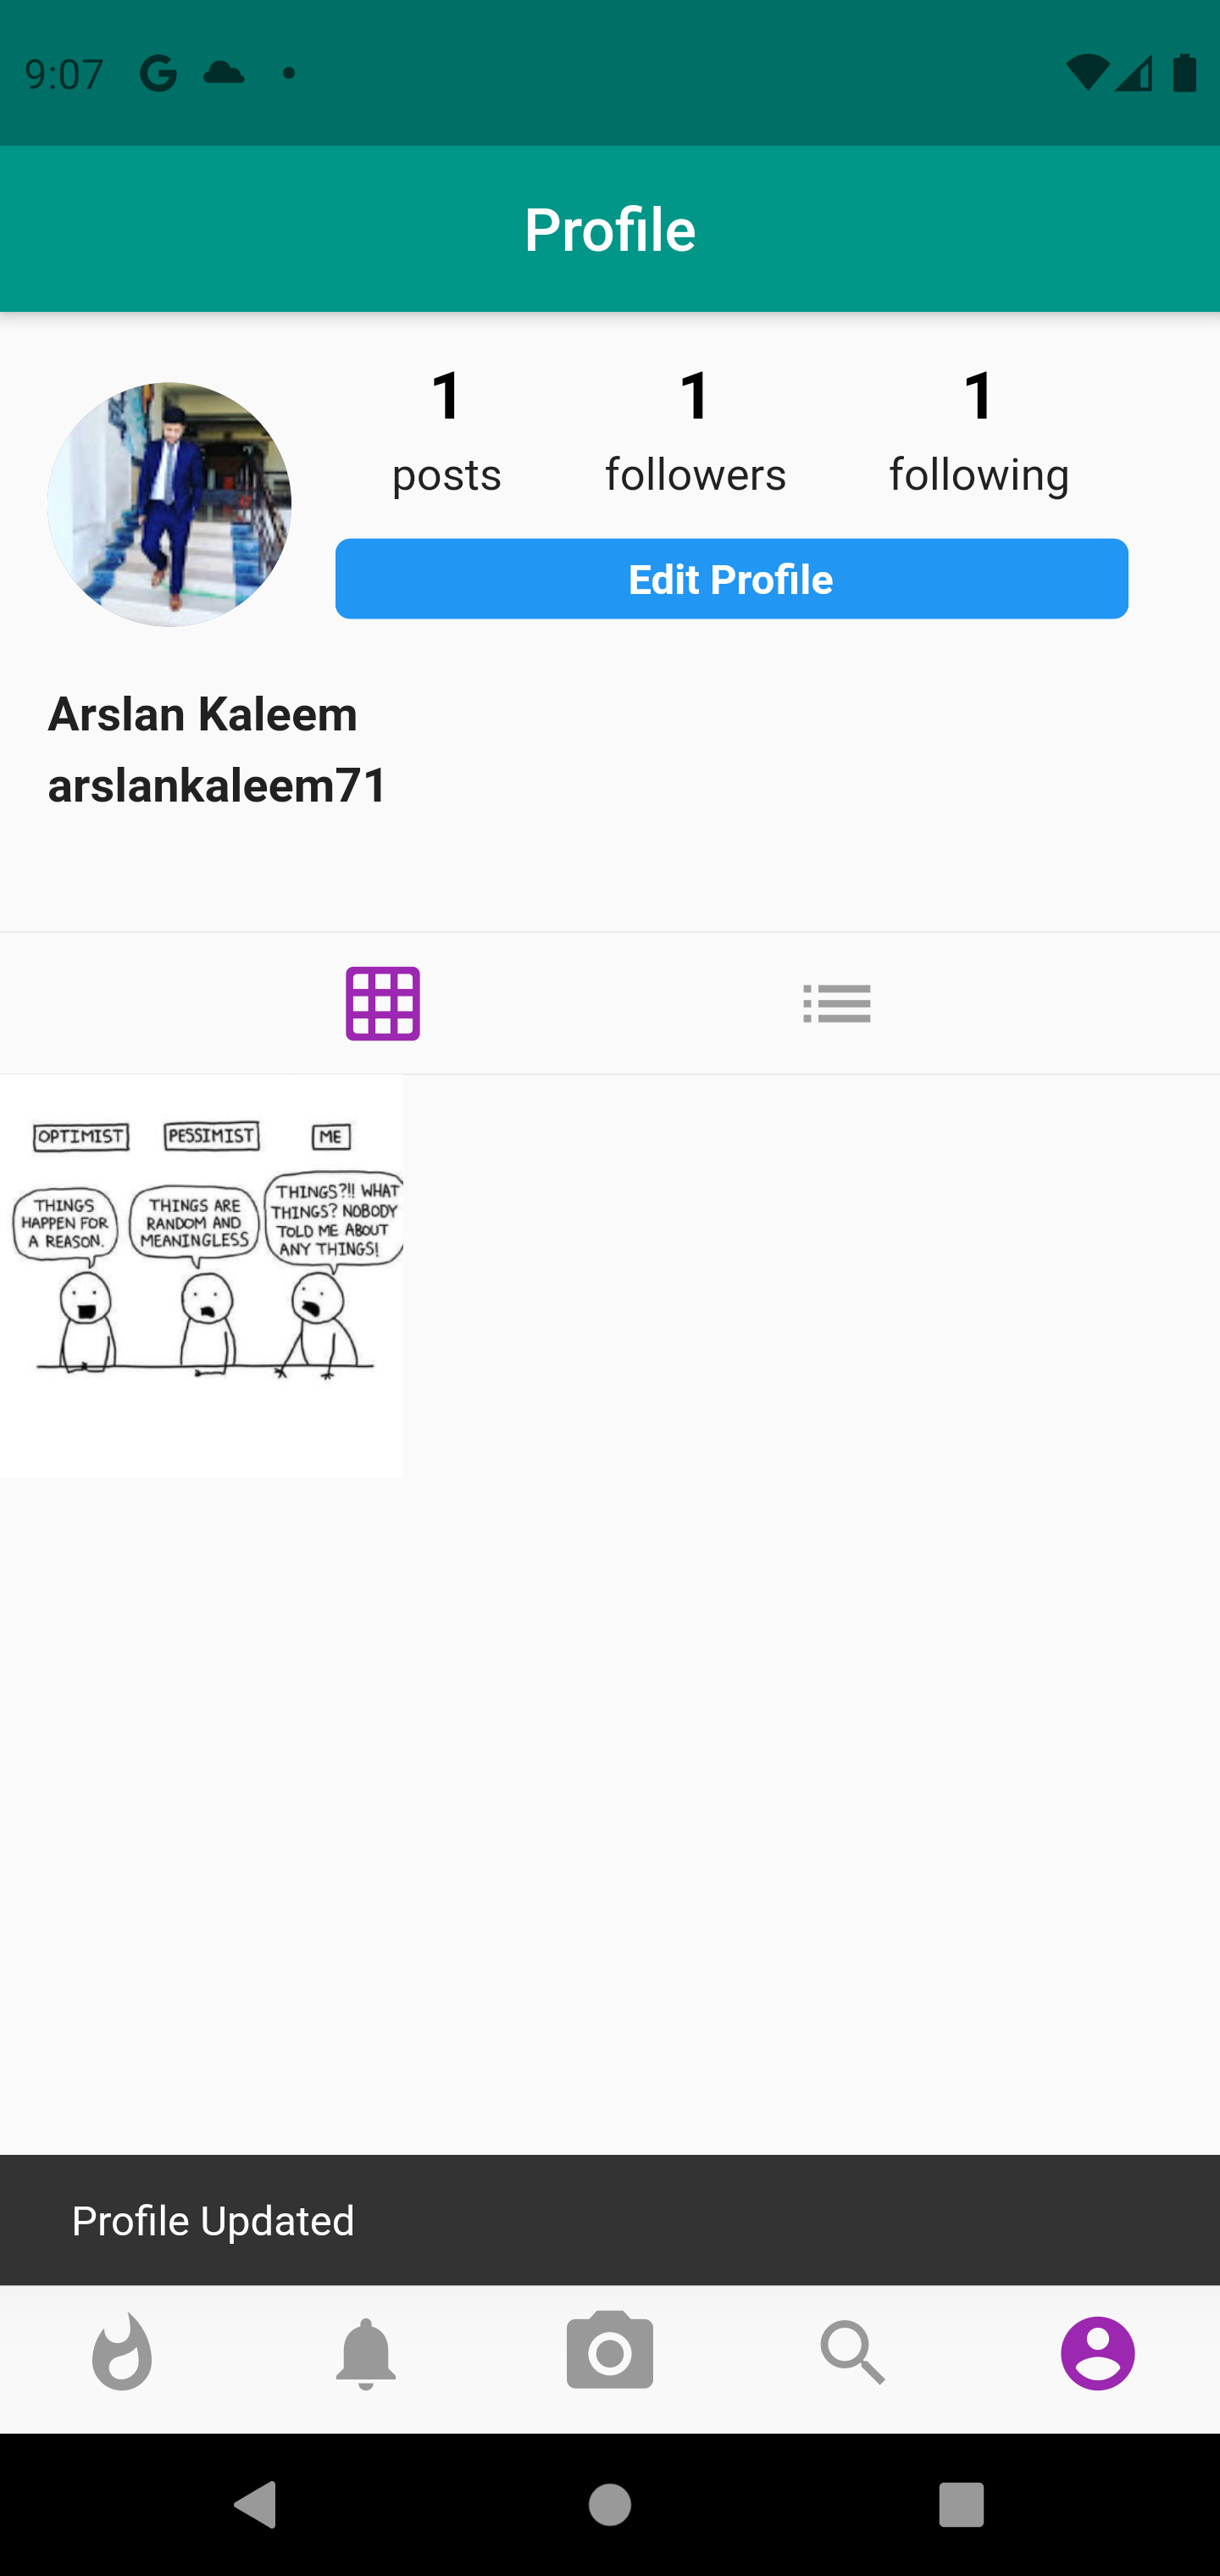 9:07
Profile
1 1 1
posts followers following
Edit Profile
Arslan Kaleem
arslankaleem71
OPTIMIST PESSIMIST ME
THINGS HAPPEN FOR A REASON.
THINGS ARE RANDOM AND MEANINGLESS
THINGS?!! WHAT THINGS? NOBODY TOLD ME ABOUT ANY THINGS!
Profile Updated